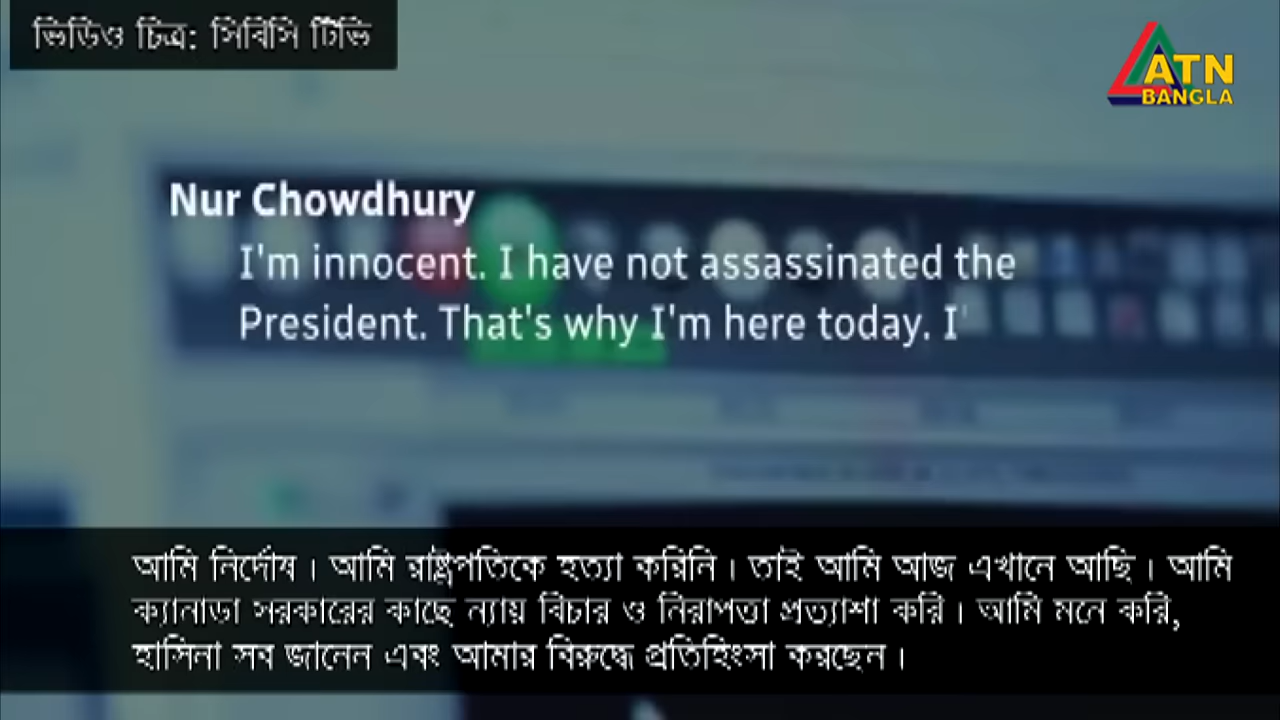 ভিডিও চিত্র: সিবিসি টিভি
ATN
BANGLA
Nur Chowdhury
I'm innocent. I have not assassinated the
President. That's why I'm here today. I'
আমি নির্দোষ। আমি রাষ্ট্রপতিকে হত্যা করিনি। তাই আমি আজ এখানে আছি। আমি
ক্যানাডা সরকারের কাছে ন্যায় বিচার ও নিরাপত্তা প্রত্যাশা করি। আমি মনে করি,
হাসিনা সব জানেন এবং আমার বিরুদ্ধে প্রতিহিংসা করছেন।